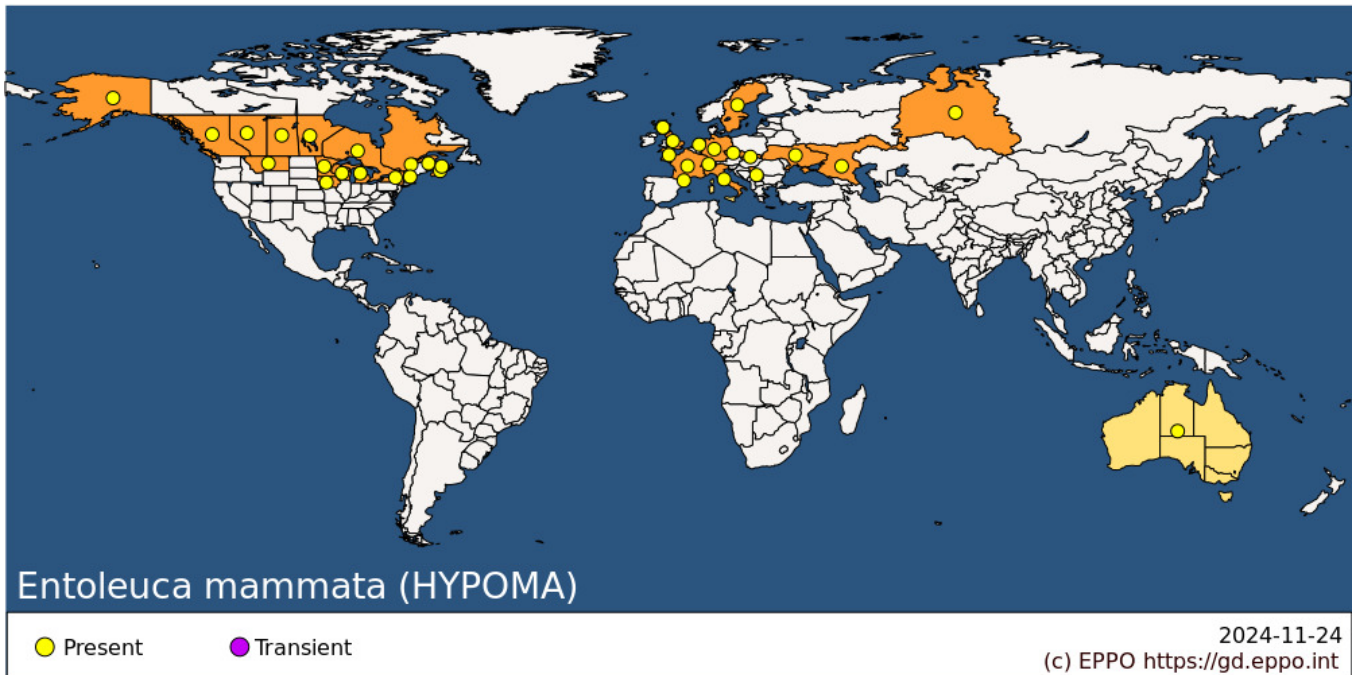 Entoleuca mammata (HYPOMA)
Present
Transient
2024-11-24
(c) EPPO https://gd.eppo.int